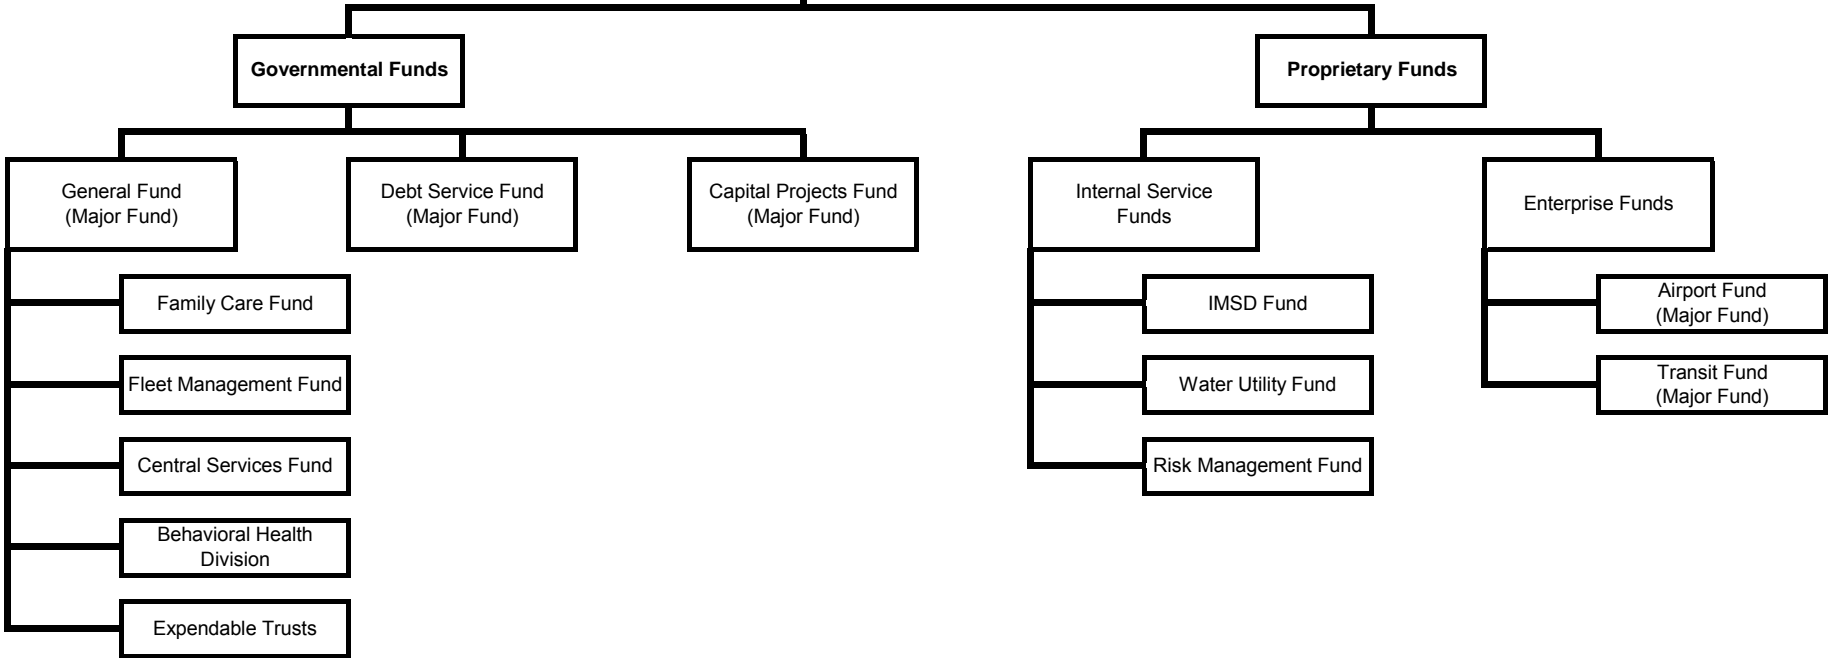 Governmental Funds
Proprietary Funds
General Fund
(Major Fund)
Debt Service Fund
(Major Fund)
Capital Projects Fund
(Major Fund)
Internal Service
Funds
Enterprise Funds
Family Care Fund
Fleet Management Fund
Central Services Fund
Behavioral Health
Division
Expendable Trusts
IMSD Fund
Water Utility Fund
Risk Management Fund
Airport Fund
(Major Fund)
Transit Fund
(Major Fund)